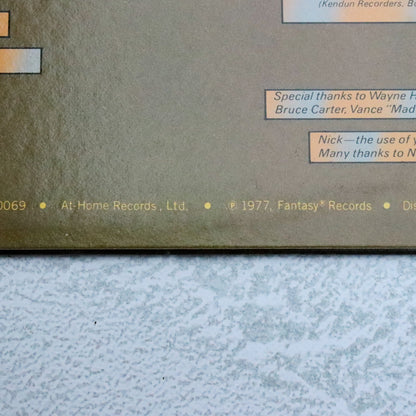 (Kendun Recorders, Bu
Special thanks to Wayne H
Bruce Carter, Vance "Mad
Nick—the use of y
Many thanks to N
0069 • At-Home Records, Ltd. • ℗ 1977, Fantasy® Records • Dis